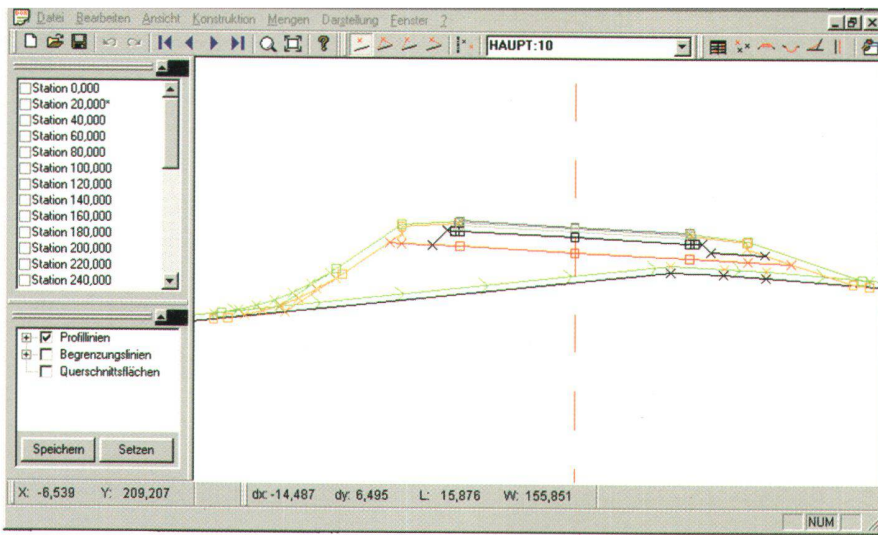 Datei Bearbeiten Ansicht Konstruktion Mengen Darstellung Fenster ?
HAUPT:10
Station 0,000
Station 20,000*
Station 40,000
Station 60,000
Station 80,000
Station 100,000
Station 120,000
Station 140,000
Station 160,000
Station 180,000
Station 200,000
Station 220,000
Station 240,000
Profillinien
Begrenzungslinien
Querschnittsflächen
Speichern Setzen
X: -6,539 Y: 209,207 dx: -14,487 dy: 6,495 L: 15,876 W: 155,851
NUM